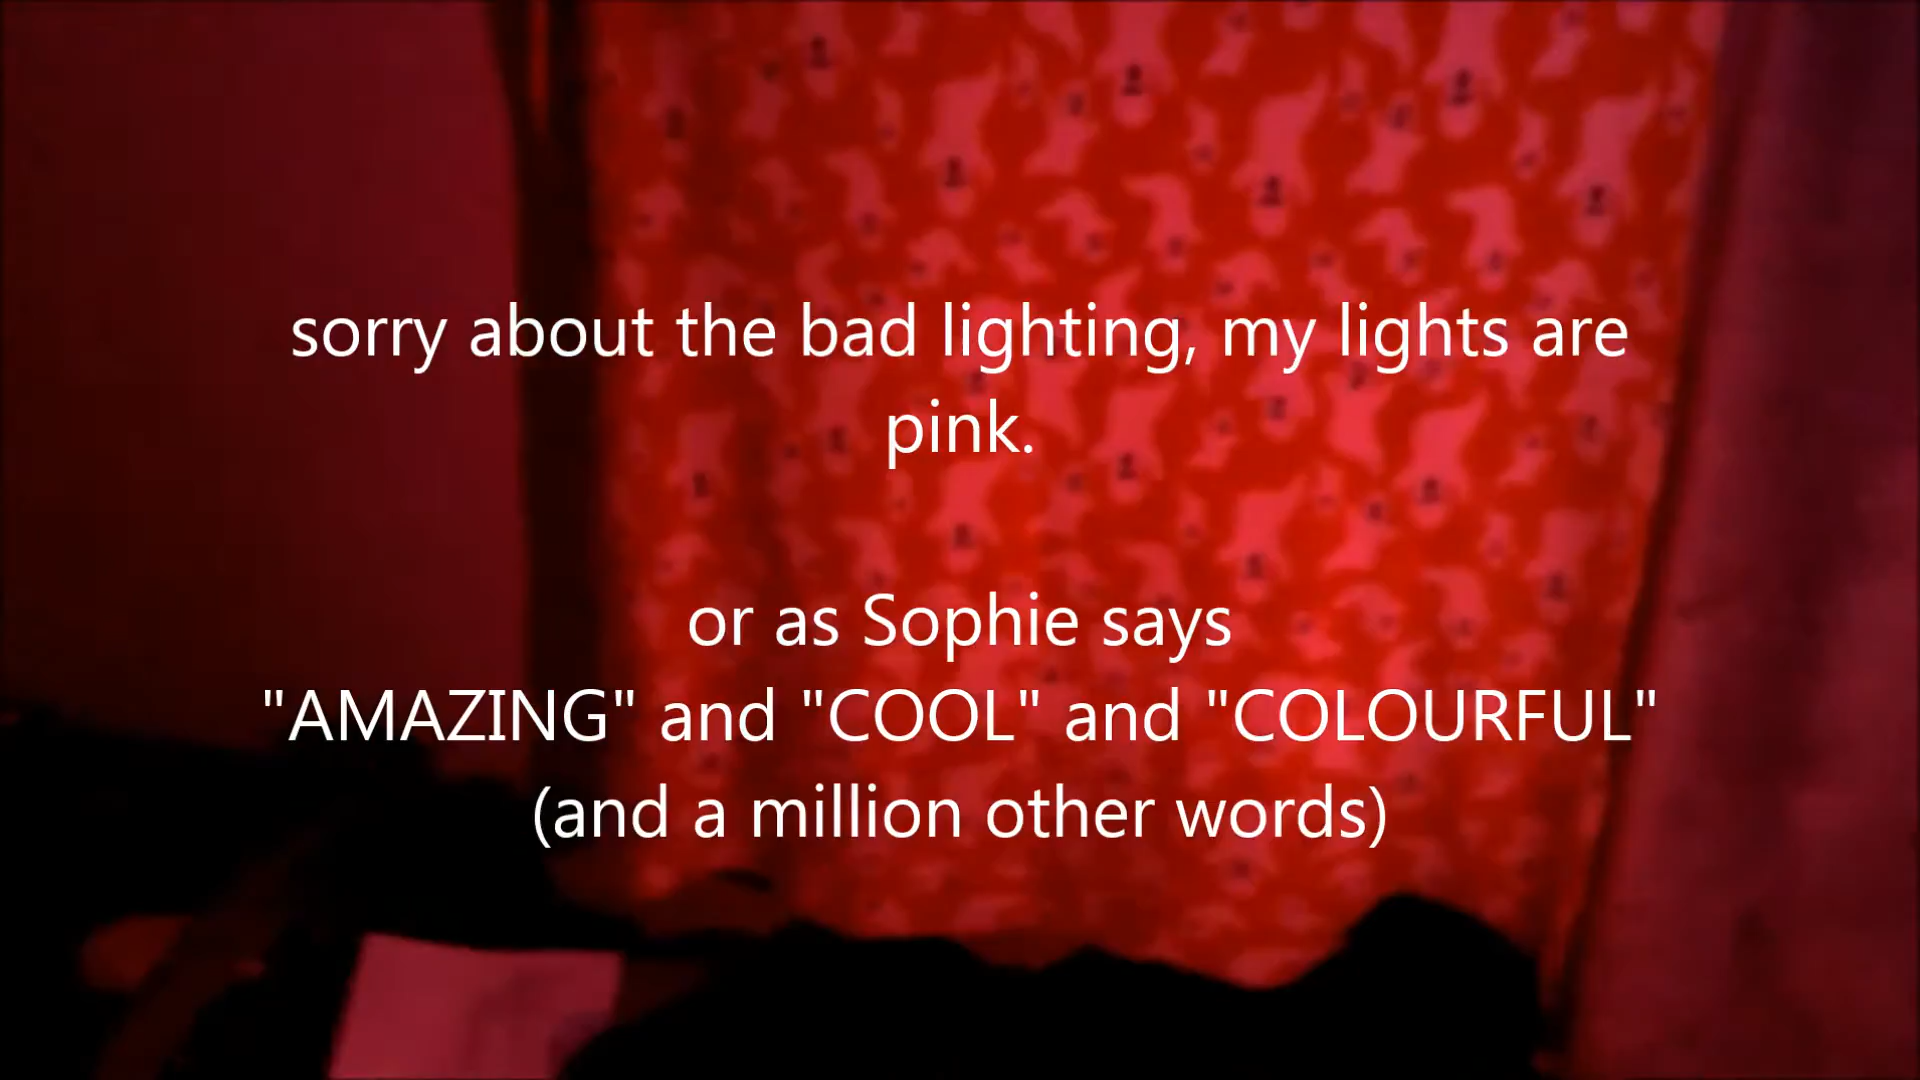 sorry about the bad lighting, my lights are
pink.
or as Sophie says
"AMAZING" and "COOL" and "COLOURFUL"
(and a million other words)